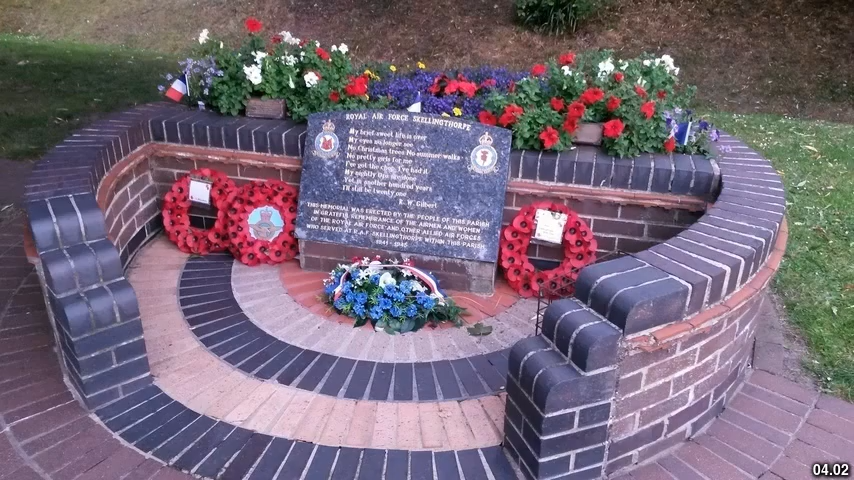 ROYAL AIR FORCE SKELLINGTHORPE
My brief sweet life is over
My eyes no longer see
No Christmas trees No summer walks
No pretty girls for me
I've got the chop, I've had it
My nightly Ops are done
Yet in another hundred years
I'll still be twenty one
R. W. Gilbert
THIS MEMORIAL WAS ERECTED BY THE PEOPLE OF THIS PARISH
IN GRATEFUL REMEMBRANCE OF THE AIRMEN AND WOMEN
OF THE ROYAL AIR FORCE AND OTHER ALLIED AIR FORCES
WHO SERVED AT R.A.F. SKELLINGTHORPE WITHIN THIS PARISH
1941-1945
04.02